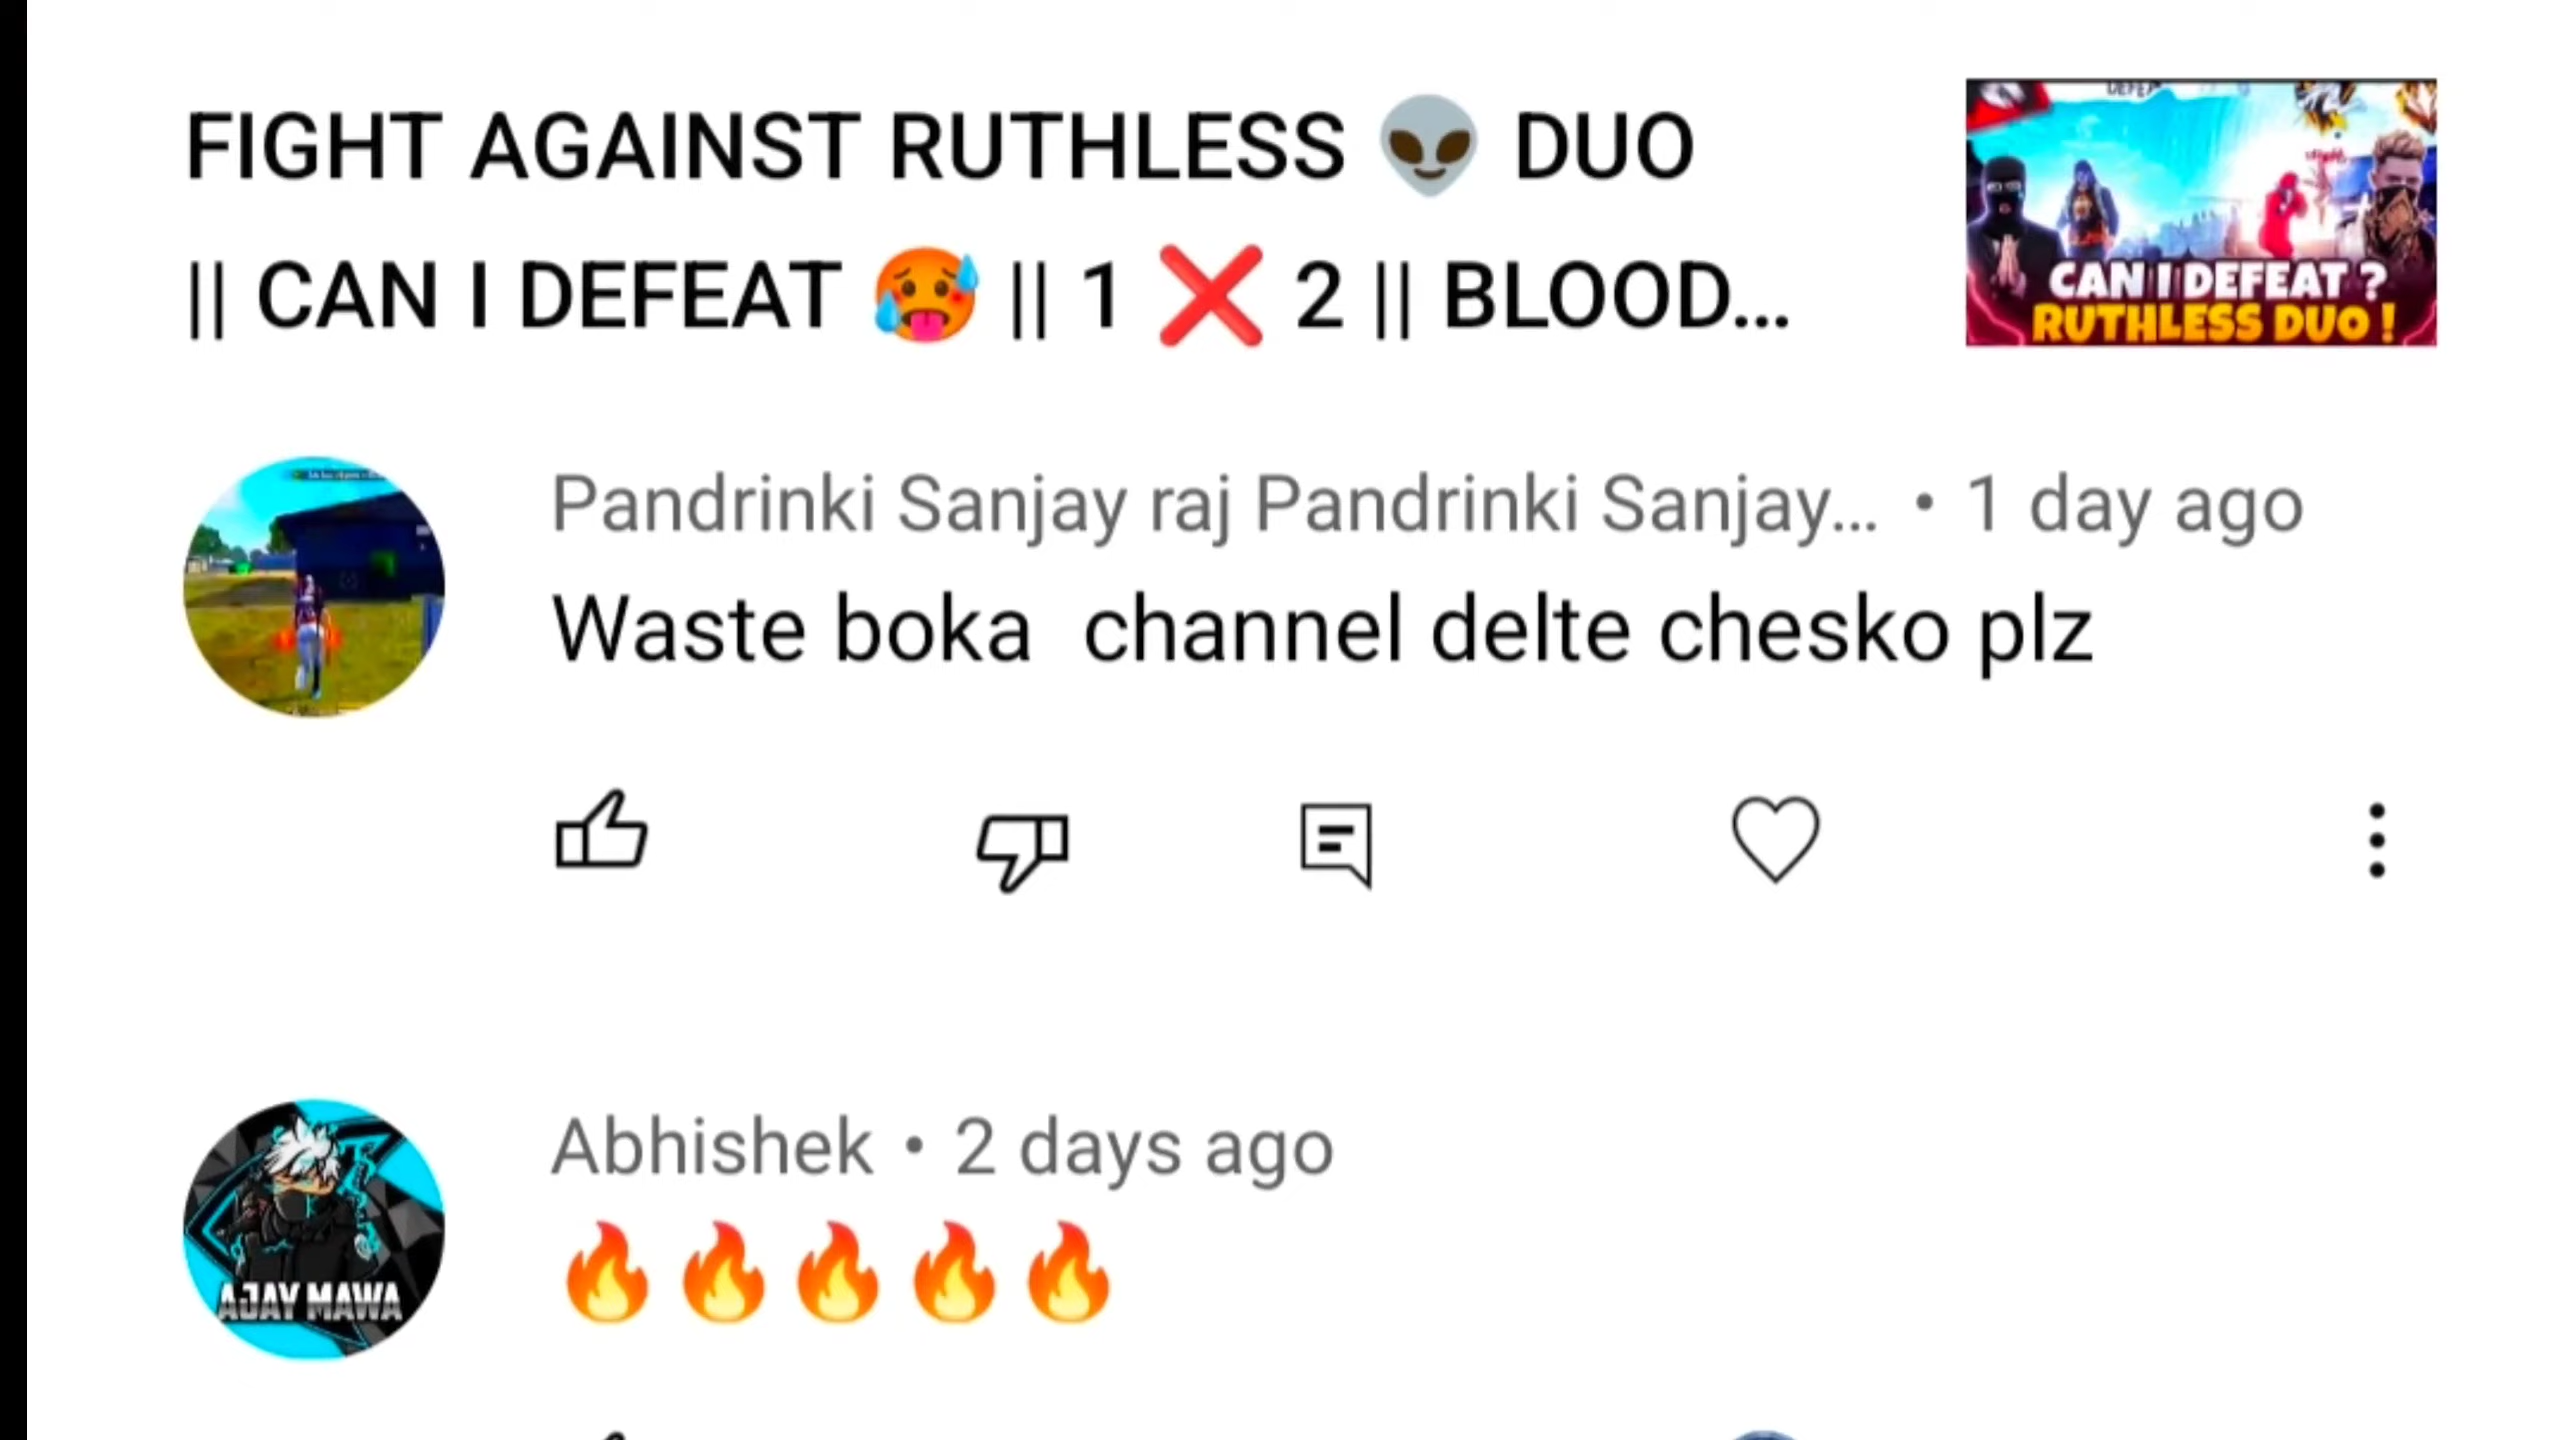 FIGHT AGAINST RUTHLESS 👽 DUO
|| CAN I DEFEAT 🥵 || 1 ❌ 2 || BLOOD...
CAN I DEFEAT ?
RUTHLESS DUO !
Pandrinki Sanjay raj Pandrinki Sanjay... • 1 day ago
Waste boka  channel delte chesko plz
Abhishek • 2 days ago
🔥🔥🔥🔥🔥
AJAY MAWA